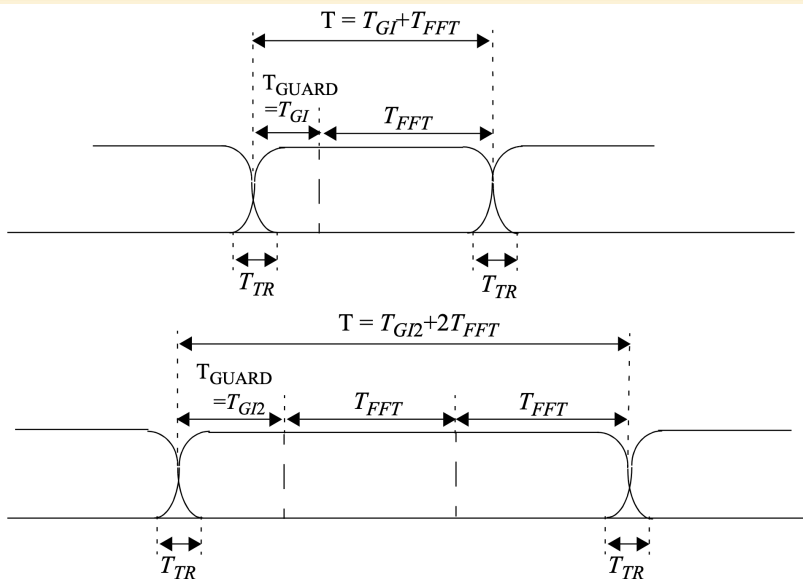 T = T_GI+T_FFT
T_GUARD
=T_GI
T_FFT
T_TR
T_TR
T = T_GI2+2T_FFT
T_GUARD
=T_GI2
T_FFT
T_FFT
T_TR
T_TR